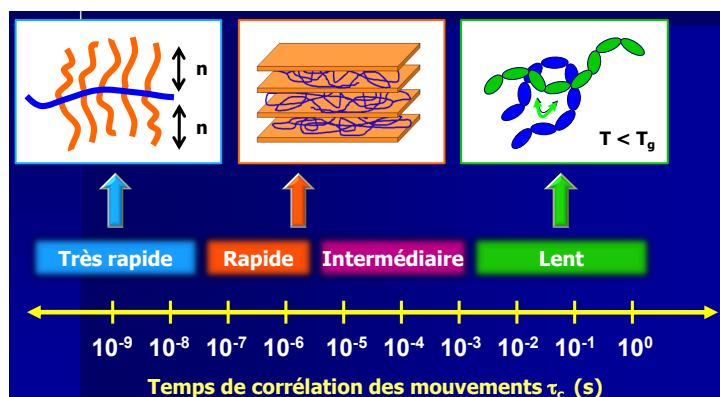 n
n
T < Tg
Très rapide
Rapide
Intermédiaire
Lent
10-9 10-8 10-7 10-6 10-5 10-4 10-3 10-2 10-1 100
Temps de corrélation des mouvements τc (s)